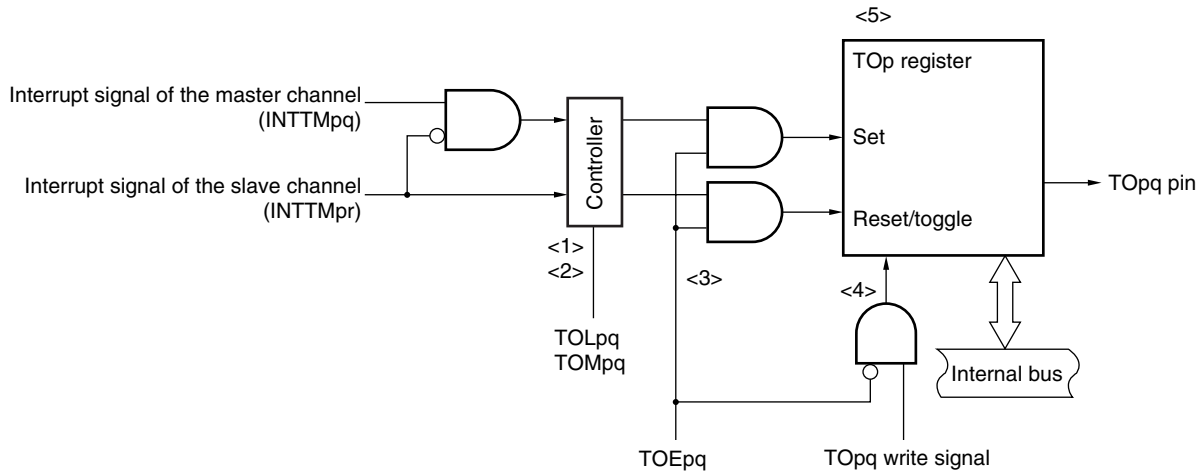 <5>
TOp register
Interrupt signal of the master channel
(INTTMpq)
Controller
Set
Interrupt signal of the slave channel
(INTTMpr)
TOpq pin
Reset/toggle
<1>
<2>
<3>
<4>
TOLpq
TOMpq
Internal bus
TOEpq
TOpq write signal